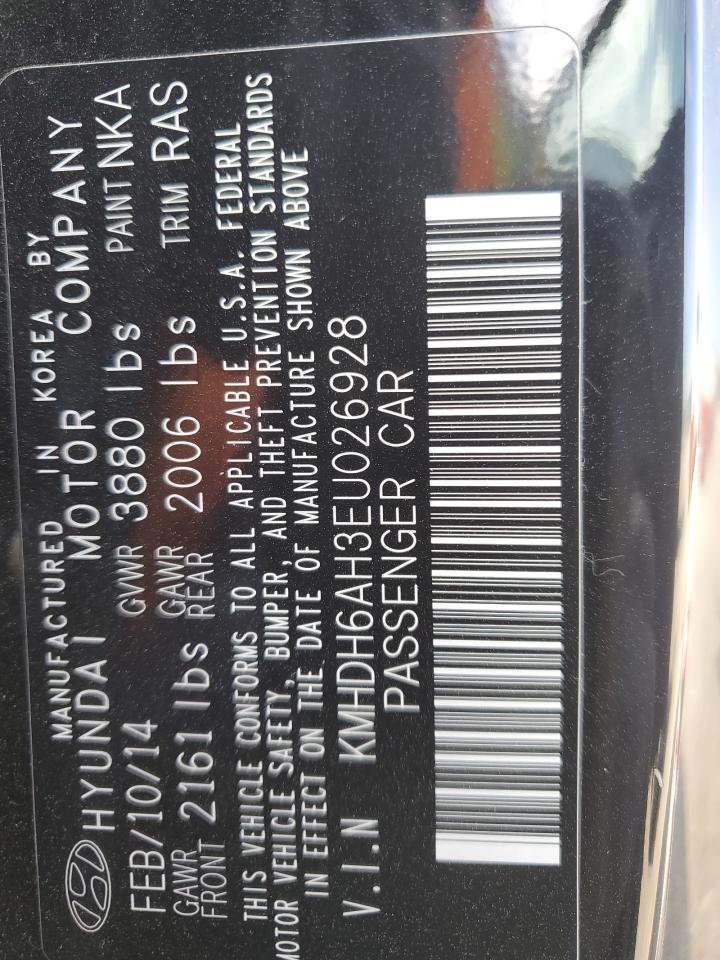 MANUFACTURED IN KOREA BY
HYUNDAI MOTOR COMPANY
FEB/10/14 GVWR 3880 lbs PAINT NKA
GAWR FRONT 2161 lbs GAWR REAR 2006 lbs TRIM RAS
THIS VEHICLE CONFORMS TO ALL APPLICABLE U.S.A. FEDERAL
MOTOR VEHICLE SAFETY, BUMPER, AND THEFT PREVENTION STANDARDS
IN EFFECT ON THE DATE OF MANUFACTURE SHOWN ABOVE
V.I.N KMHDH6AH3EU026928
PASSENGER CAR